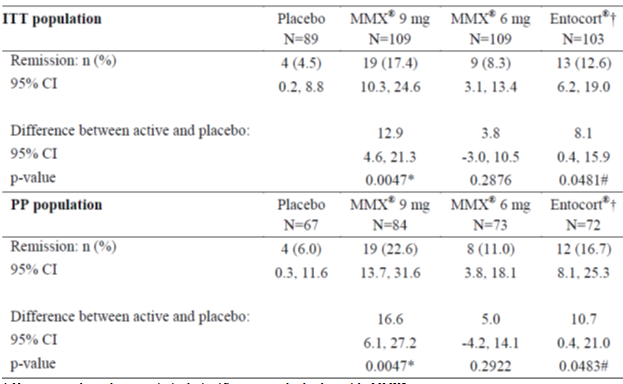 ITT population Placebo MMX® 9 mg MMX® 6 mg Entocort®†
N=89 N=109 N=109 N=103
Remission: n (%) 4 (4.5) 19 (17.4) 9 (8.3) 13 (12.6)
95% CI 0.2, 8.8 10.3, 24.6 3.1, 13.4 6.2, 19.0
Difference between active and placebo: 12.9 3.8 8.1
95% CI 4.6, 21.3 -3.0, 10.5 0.4, 15.9
p-value 0.0047* 0.2876 0.0481#
PP population Placebo MMX® 9 mg MMX® 6 mg Entocort®†
N=67 N=84 N=73 N=72
Remission: n (%) 4 (6.0) 19 (22.6) 8 (11.0) 12 (16.7)
95% CI 0.3, 11.6 13.7, 31.6 3.8, 18.1 8.1, 25.3
Difference between active and placebo: 16.6 5.0 10.7
95% CI 6.1, 27.2 -4.2, 14.1 0.4, 21.0
p-value 0.0047* 0.2922 0.0483#